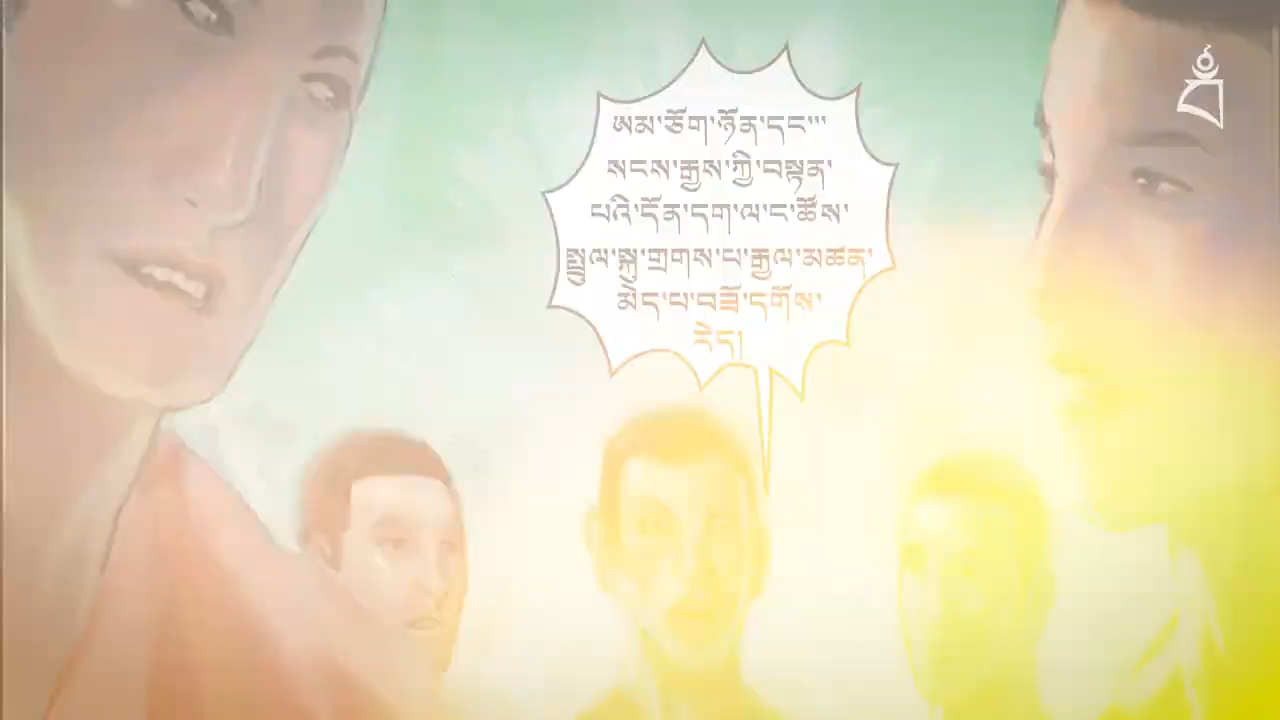 ཨམ་ཅོག་ཉོན་དང་་་
སངས་རྒྱས་ཀྱི་བསྟན་
པའི་དོན་དག་ལ་ང་ཚོས་
སྤྲུལ་སྐུ་གྲགས་པ་རྒྱལ་མཚན་
མེད་པ་བཟོ་དགོས་
རེད།